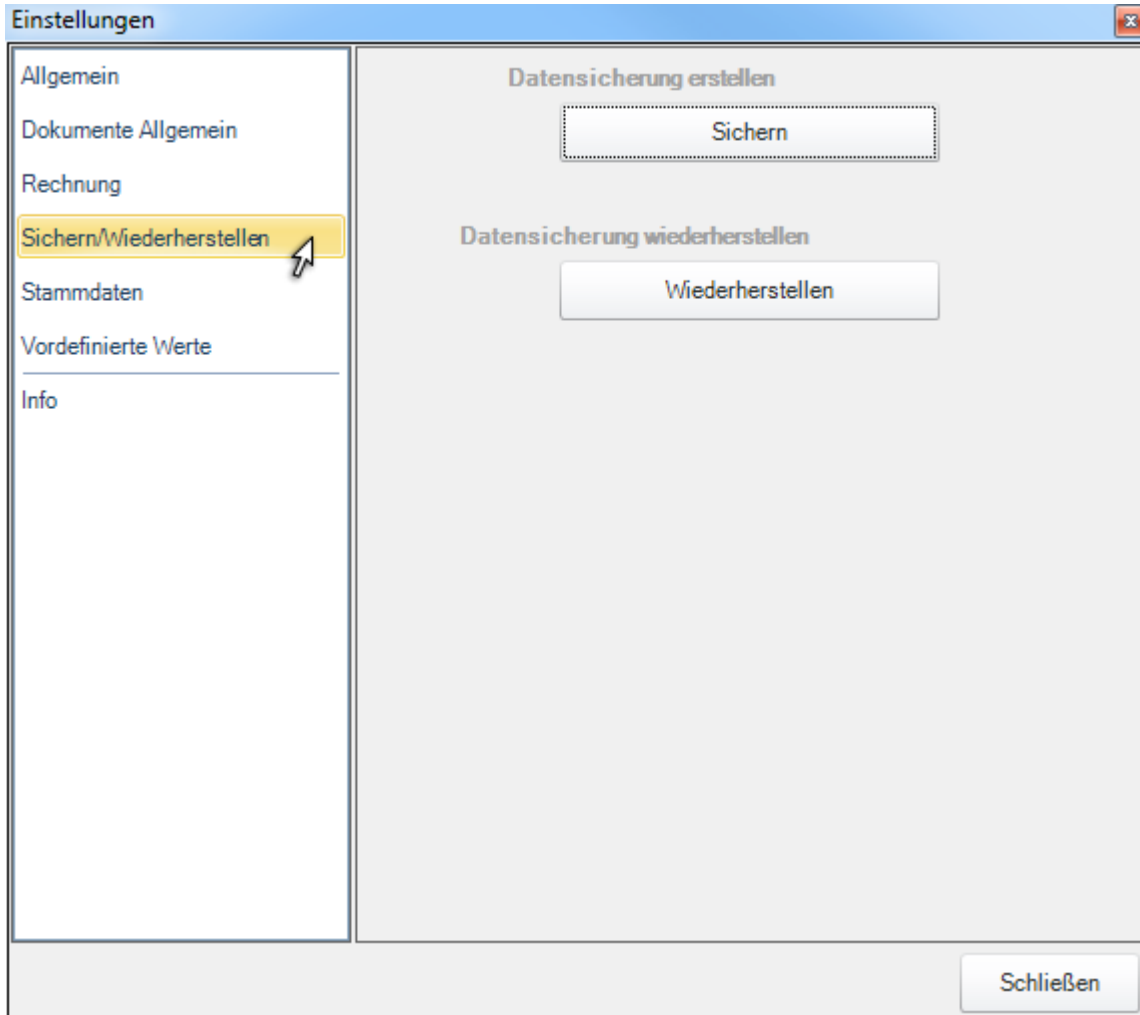 Einstellungen
Allgemein
Dokumente Allgemein
Rechnung
Sichern/Wiederherstellen
Stammdaten
Vordefinierte Werte
Info
Datensicherung erstellen
Sichern
Datensicherung wiederherstellen
Wiederherstellen
Schließen